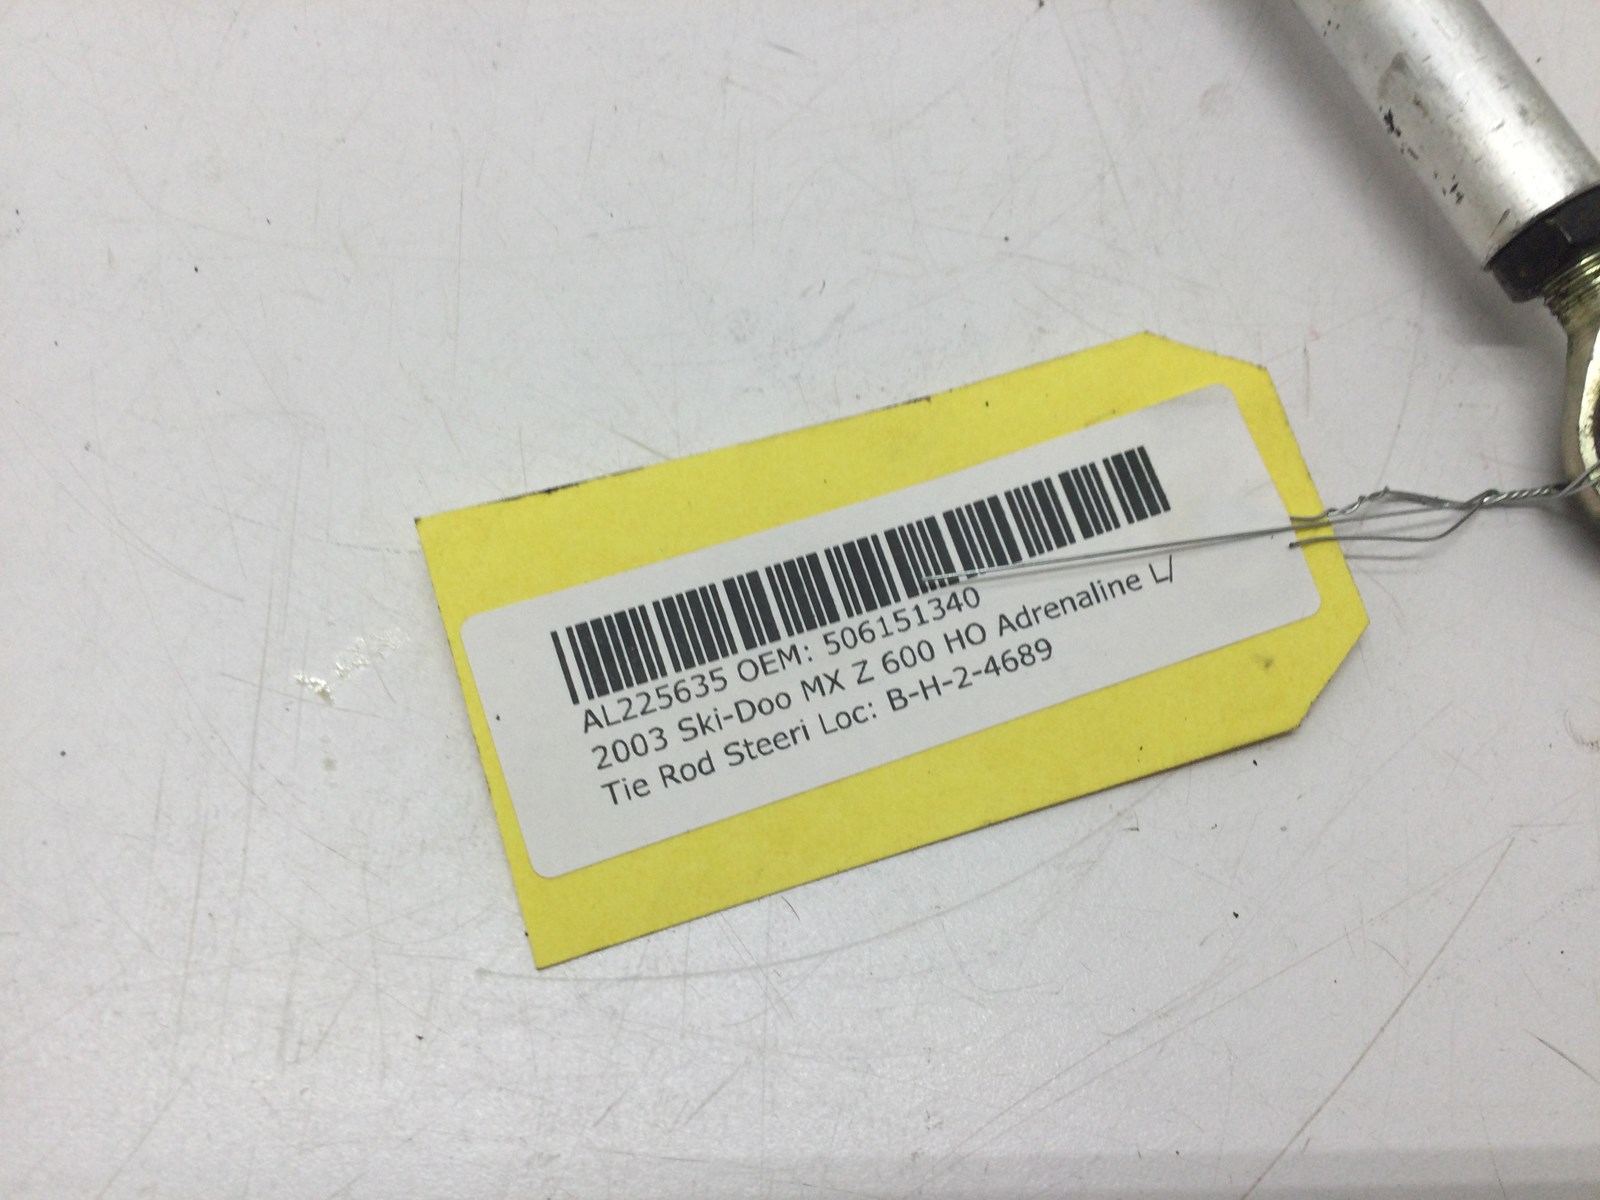 AL225635 OEM: 506151340
2003 Ski-Doo MX Z 600 HO Adrenaline L/
Tie Rod Steeri Loc: B-H-2-4689